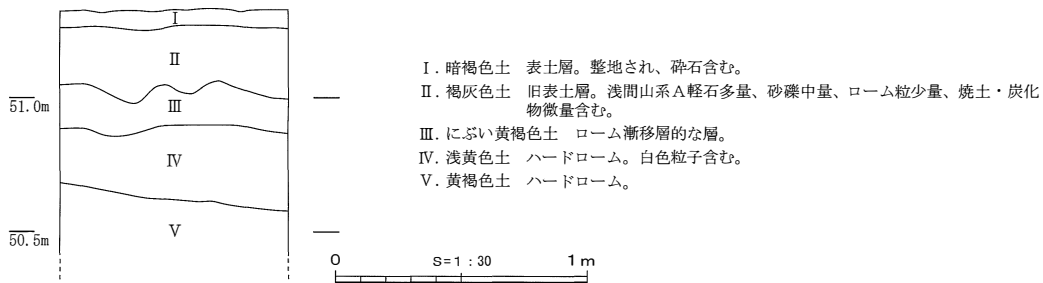 Ⅰ
Ⅱ
51.0m
Ⅲ
Ⅳ
Ⅴ
50.5m
Ⅰ. 暗褐色土 表土層。整地され、砕石含む。
Ⅱ. 褐灰色土 旧表土層。浅間山系A軽石多量、砂礫中量、ローム粒少量、焼土・炭化
物微量含む。
Ⅲ. にぶい黄褐色土 ローム漸移層的な層。
Ⅳ. 浅黄色土 ハードローム。白色粒子含む。
Ⅴ. 黄褐色土 ハードローム。
0 S=1:30 1m